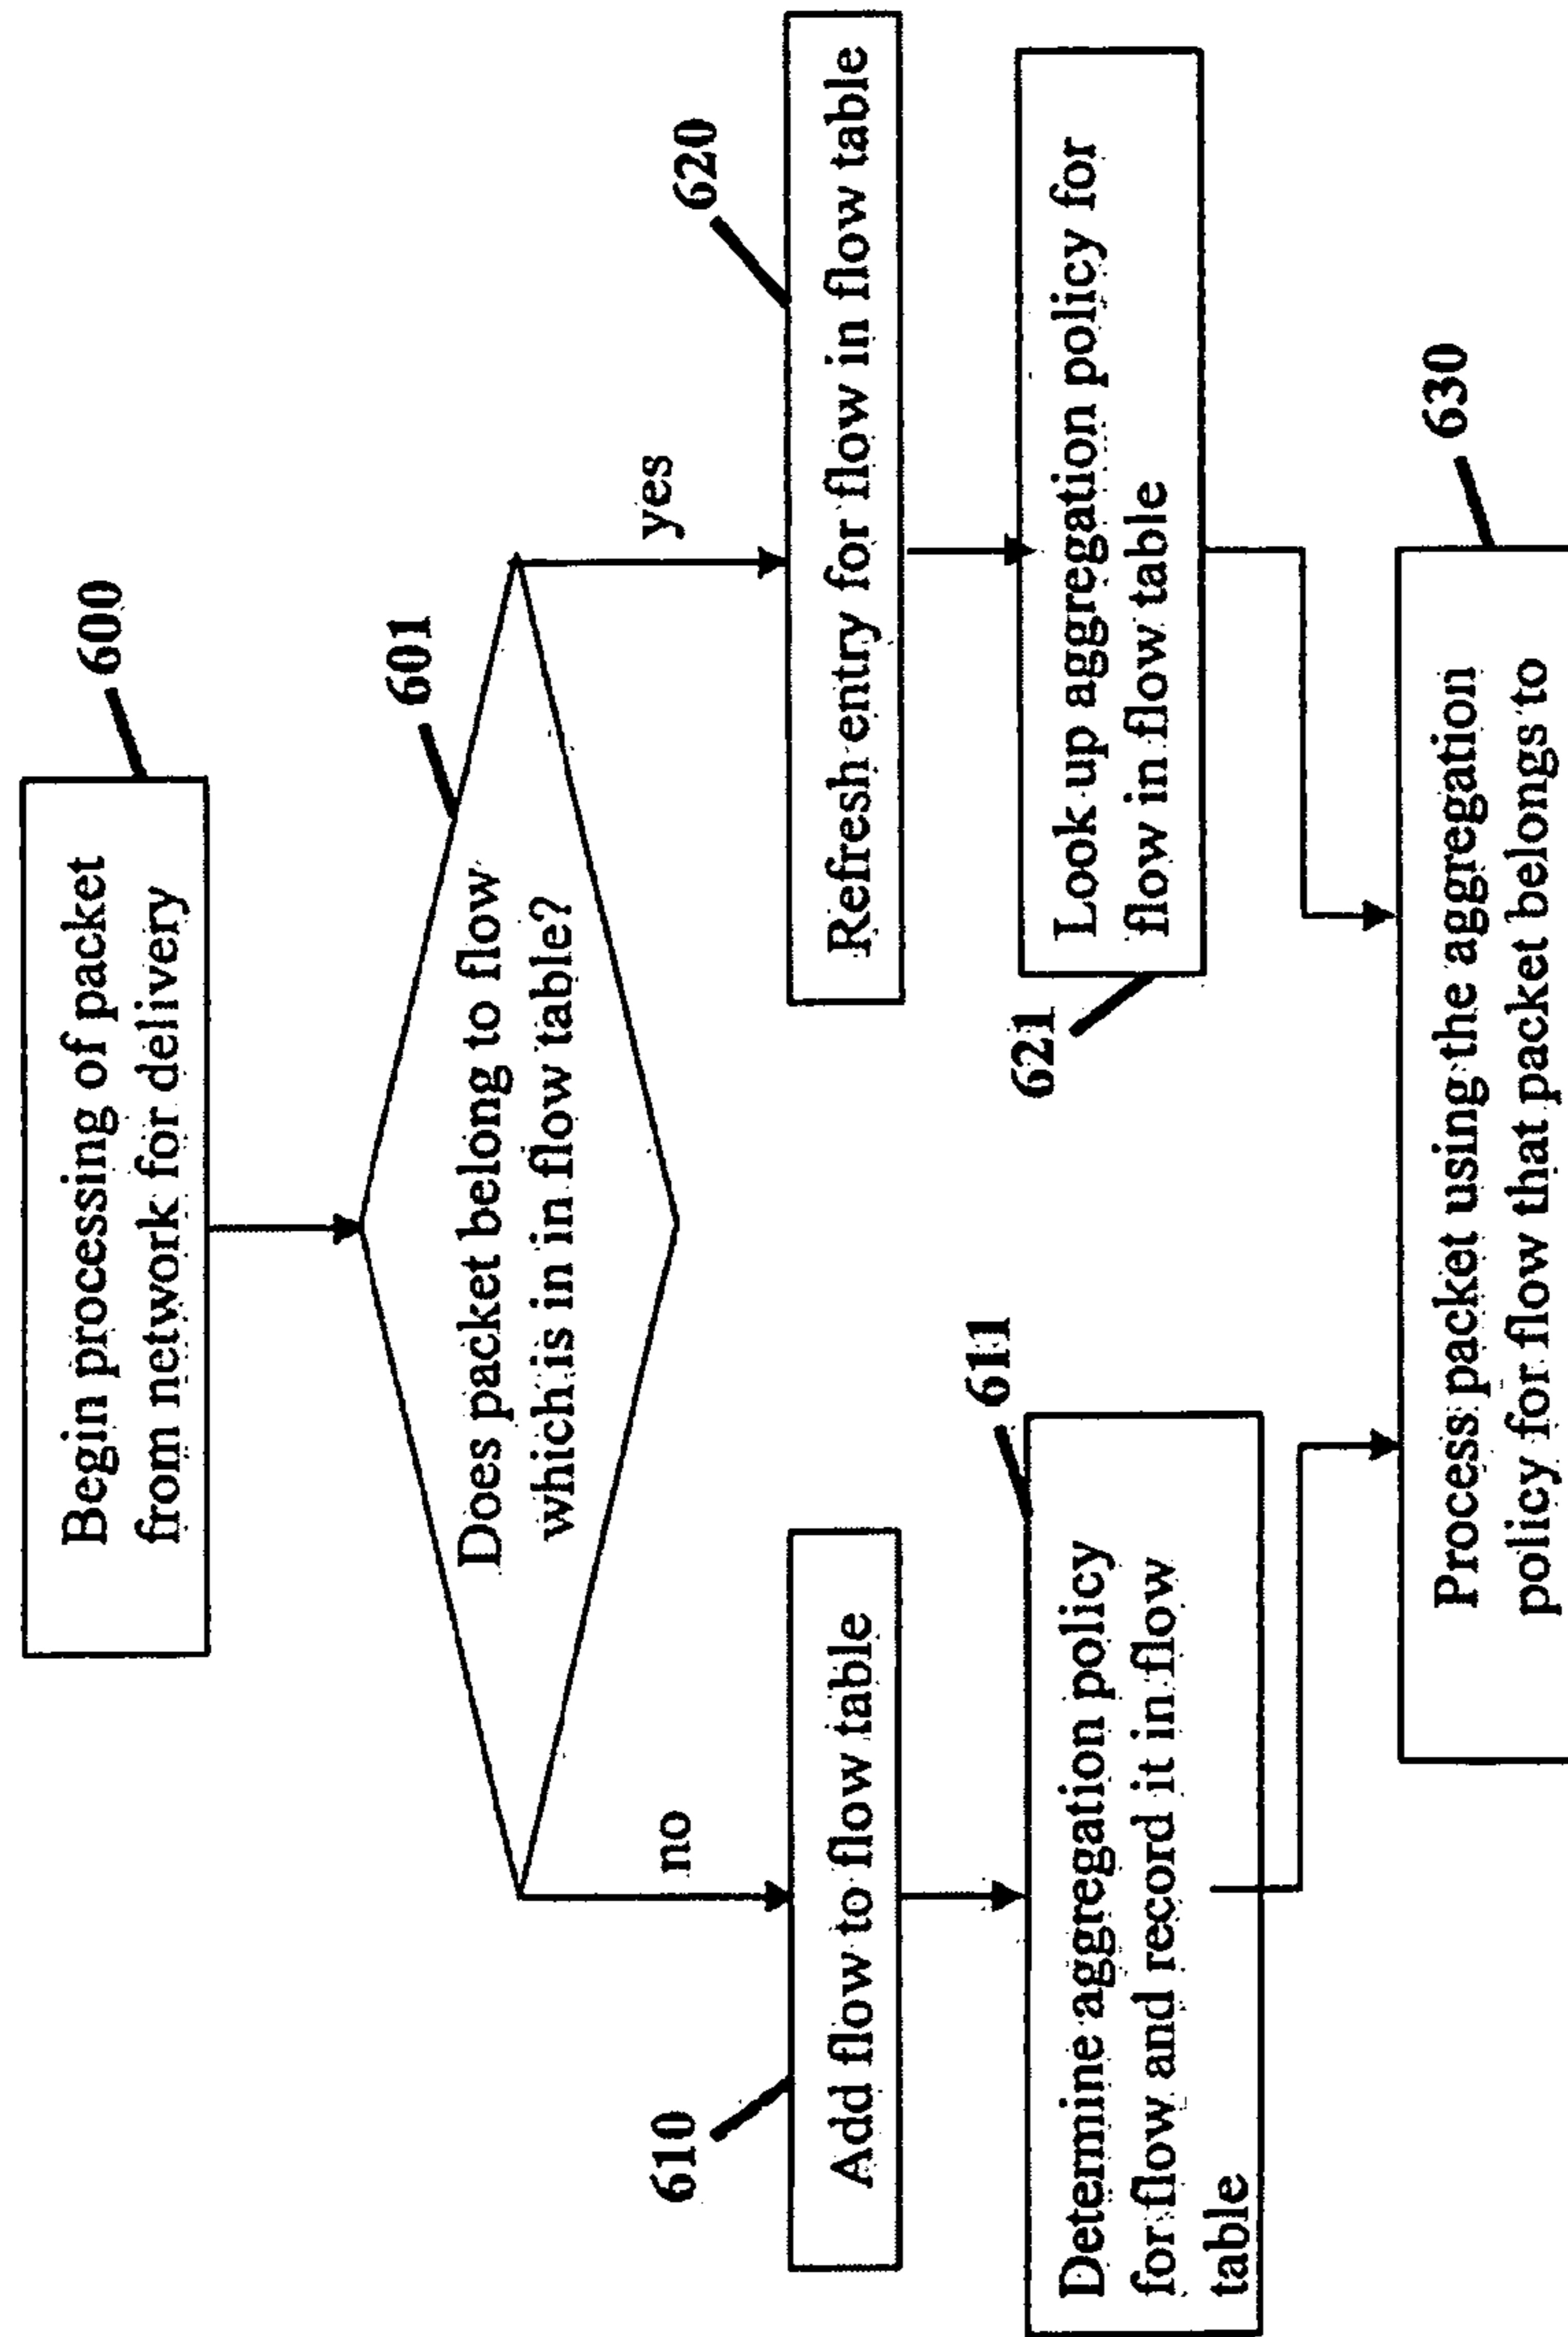 Begin processing of packet
from network for delivery
600
Does packet belong to flow
which is in flow table?
601
no
yes
610
Add flow to flow table
620
Refresh entry for flow in flow table
611
Determine aggregation policy
for flow and record it in flow
table
621
Look up aggregation policy for
flow in flow table
630
Process packet using the aggregation
policy for flow that packet belongs to